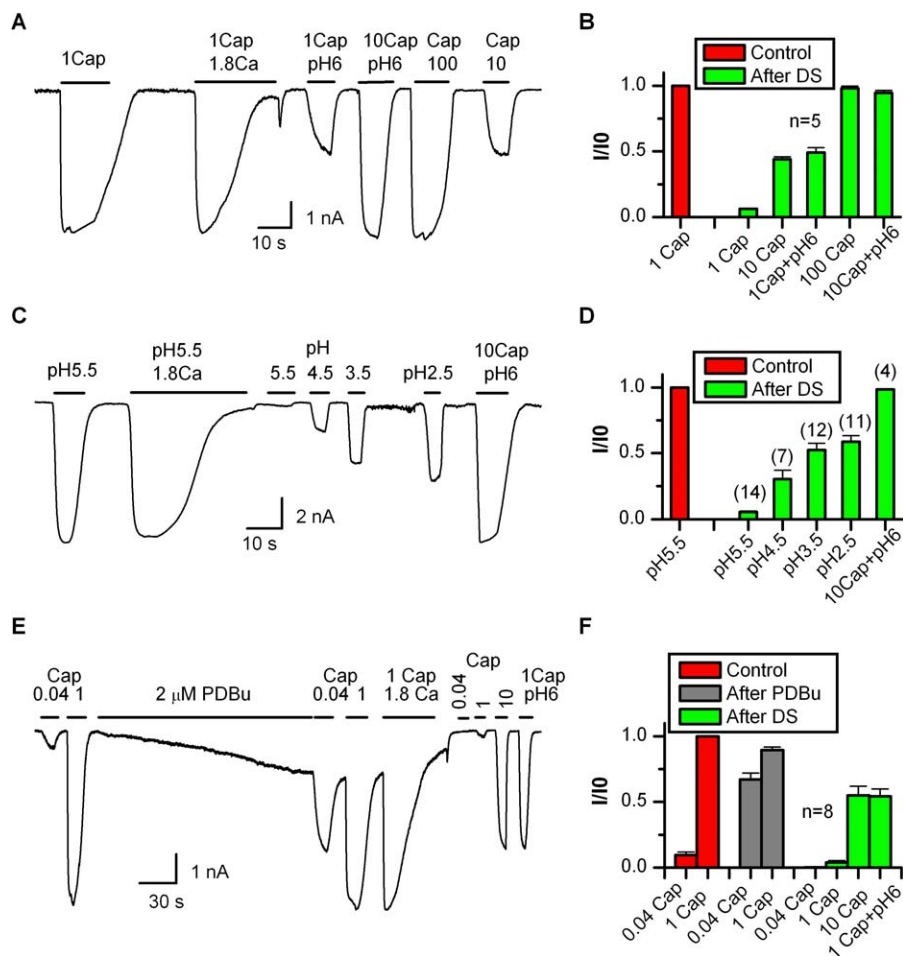 A
1Cap
1Cap
1.8Ca
1Cap
pH6
10Cap
pH6
Cap
100
Cap
10
10 s
1 nA
B
Control
After DS
n=5
I/I0
1.0
0.5
0.0
1 Cap
1 Cap
10 Cap
1Cap+pH6
100 Cap
10Cap+pH6
C
pH5.5
pH5.5
1.8Ca
pH
5.5
4.5
3.5
pH2.5
10Cap
pH6
10 s
2 nA
D
Control
After DS
I/I0
1.0
0.5
0.0
(14)
(7)
(12)
(11)
(4)
pH5.5
pH5.5
pH4.5
pH3.5
pH2.5
10Cap+pH6
E
Cap
0.04 1
2 μM PDBu
Cap
0.04 1
1 Cap
1.8 Ca
Cap
0.04
1
10
1Cap
pH6
30 s
1 nA
F
Control
After PDBu
After DS
n=8
I/I0
1.0
0.5
0.0
0.04 Cap
1 Cap
0.04 Cap
1 Cap
0.04 Cap
1 Cap
10 Cap
1 Cap+pH6